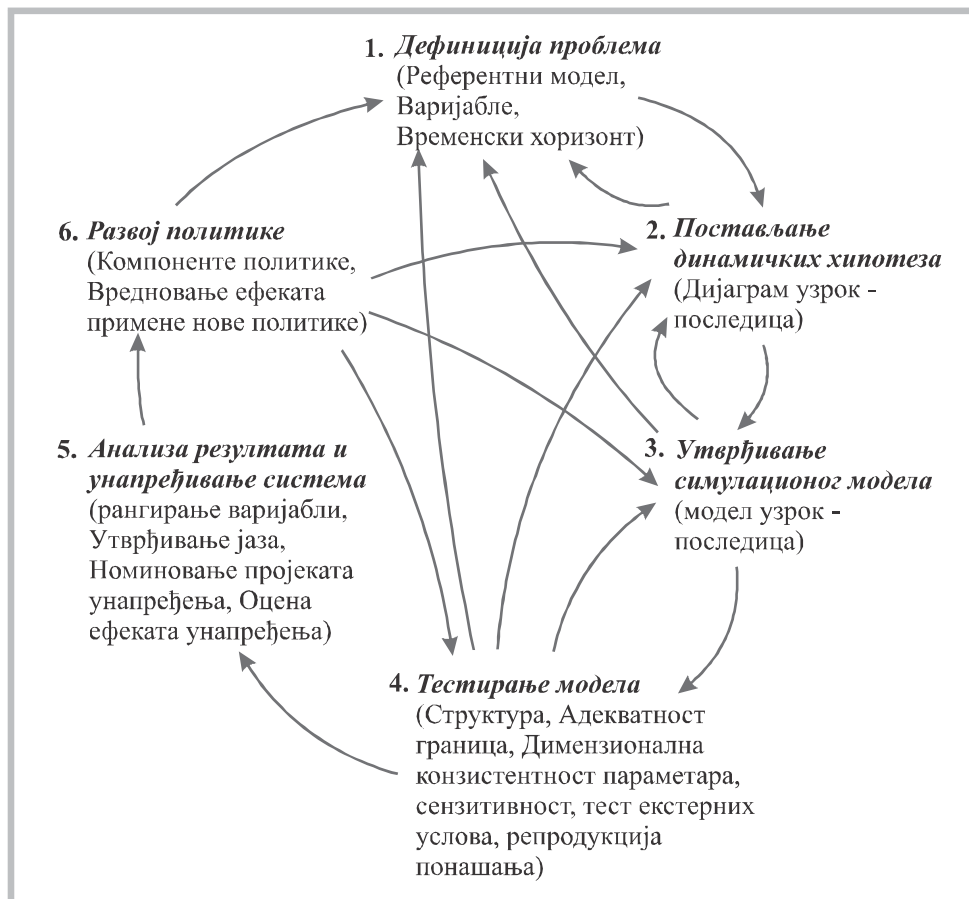 1. Дефиниција проблема
(Референтни модел,
Варијабле,
Временски хоризонт)
2. Постављање
динамичких хипотеза
(Дијаграм узрок -
последица)
3. Утврђивање
симулационог модела
(модел узрок -
последица)
4. Тестирање модела
(Структура, Адекватност
граница, Димензионална
конзистентност параметара,
сензитивност, тест екстерних
услова, репродукција
понашања)
5. Анализа резултата и
унапређивање система
(рангирање варијабли,
Утврђивање јаза,
Номиновање пројеката
унапређења, Оцена
ефеката унапређења)
6. Развој политике
(Компоненте политике,
Вредновање ефеката
примене нове политике)